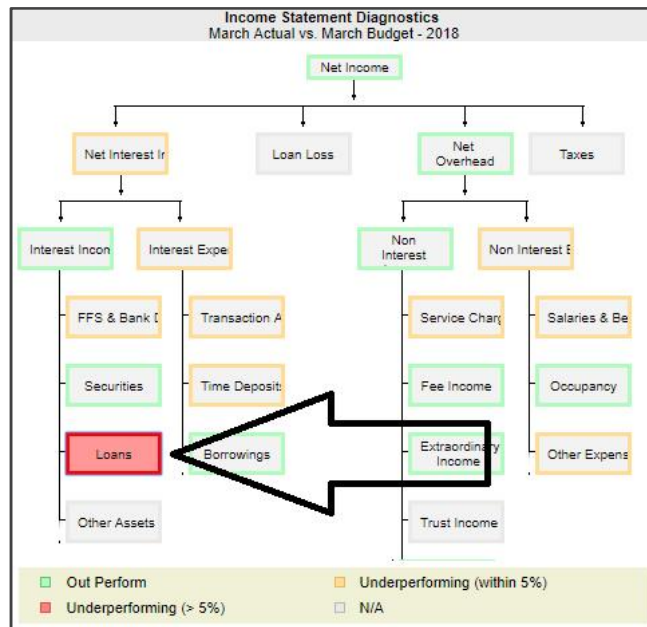 Income Statement Diagnostics
March Actual vs. March Budget - 2018
Net Income
Net Interest In
Loan Loss
Net
Overhead
Taxes
Interest Incom
Interest Expe
Non
Interest
Non Interest E
FFS & Bank D
Transaction A
Service Charg
Salaries & Be
Securities
Time Deposits
Fee Income
Occupancy
Loans
Borrowings
Extraordinary
Income
Other Expens
Other Assets
Trust Income
Out Perform
Underperforming (within 5%)
Underperforming (> 5%)
N/A